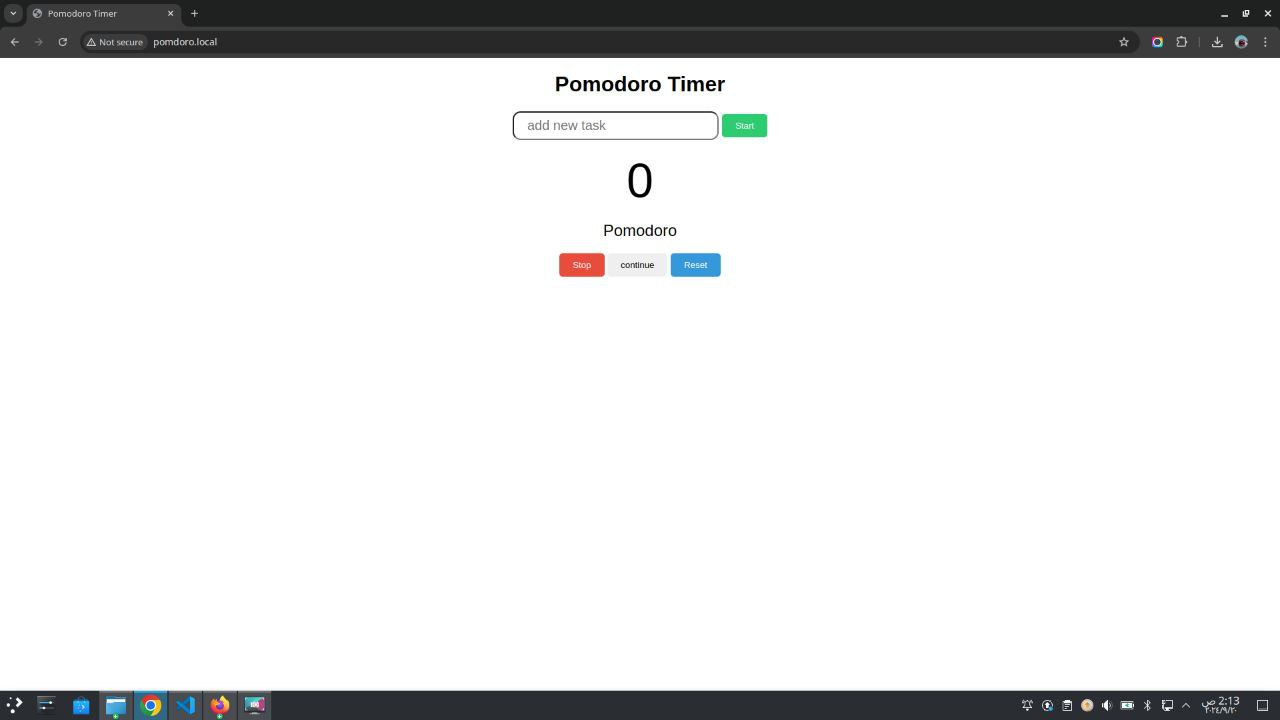 Pomodoro Timer
Not secure
pomdoro.local
Pomodoro Timer
add new task
Start
0
Pomodoro
Stop
continue
Reset
2:13 ص